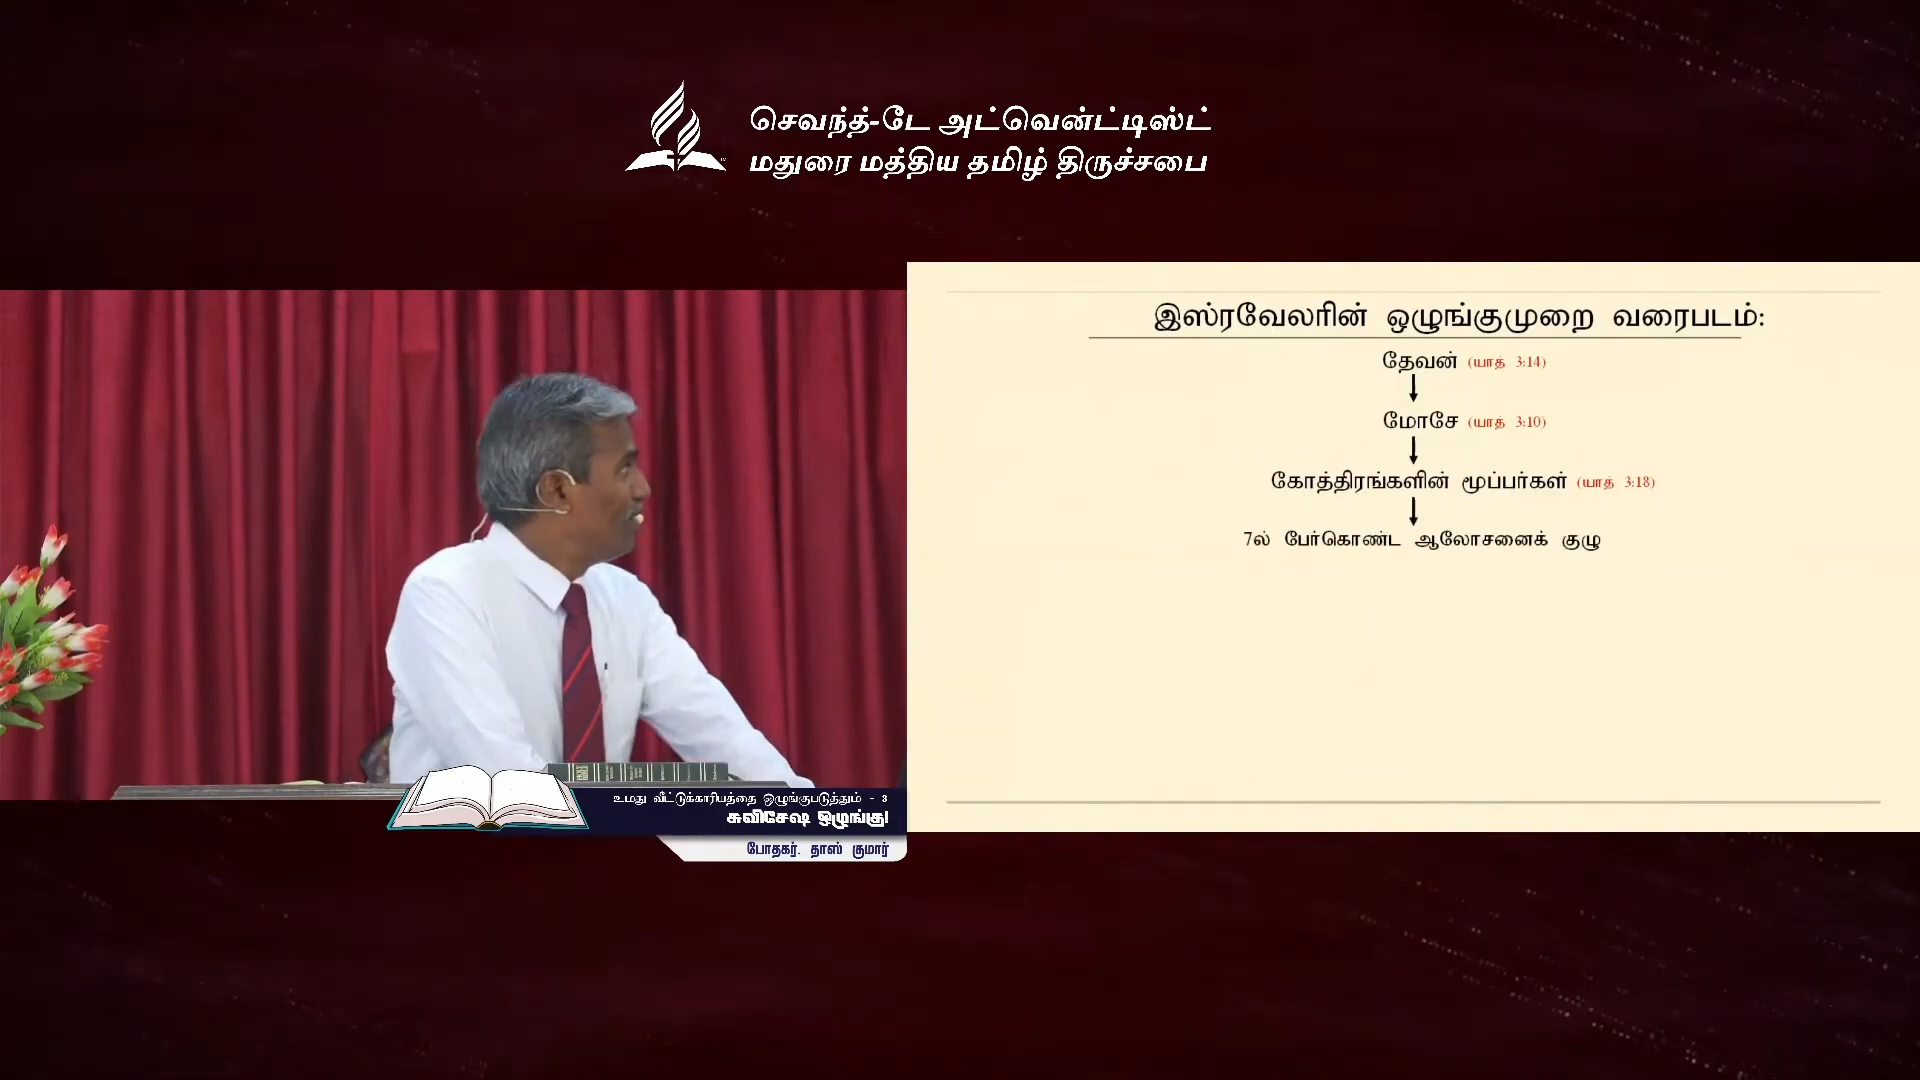 செவந்த்-டே அட்வென்ட்டிஸ்ட்
மதுரை மத்திய தமிழ் திருச்சபை
இஸ்ரவேலரின் ஒழுங்குமுறை வரைபடம்:
தேவன் (யாத் 3:14)
மோசே (யாத் 3:10)
கோத்திரங்களின் மூப்பர்கள் (யாத் 3:18)
7ல் பேர்கொண்ட ஆலோசனைக் குழு
உமது வீட்டுக்காரியத்தை ஒழுங்குபடுத்தும் - 3
சுவிசேஷ ஒழுங்கு!
போதகர். தாஸ் குமார்